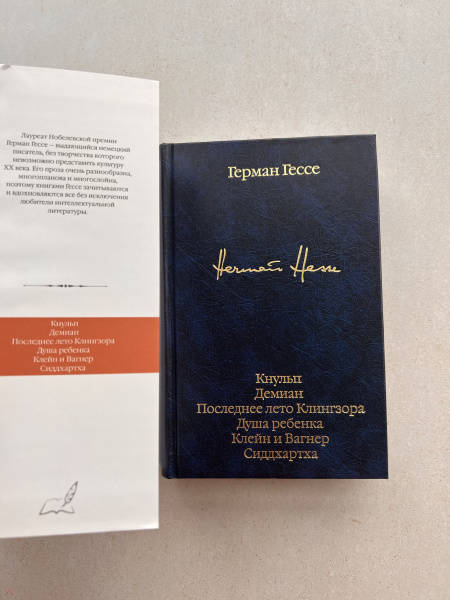 Лауреат Нобелевской премии
Герман Гессе – выдающийся немецкий
писатель, без творчества которого
невозможно представить культуру
XX века. Его проза очень разнообразна,
многопланова и многослойна,
поэтому книгами Гессе зачитываются
и вдохновляются все без исключения
любители интеллектуальной
литературы.
Кнульп
Демиан
Последнее лето Клингзора
Душа ребенка
Клейн и Вагнер
Сиддхартха
Герман Гессе
Hermann Hesse
Кнульп
Демиан
Последнее лето Клингзора
Душа ребенка
Клейн и Вагнер
Сиддхартха